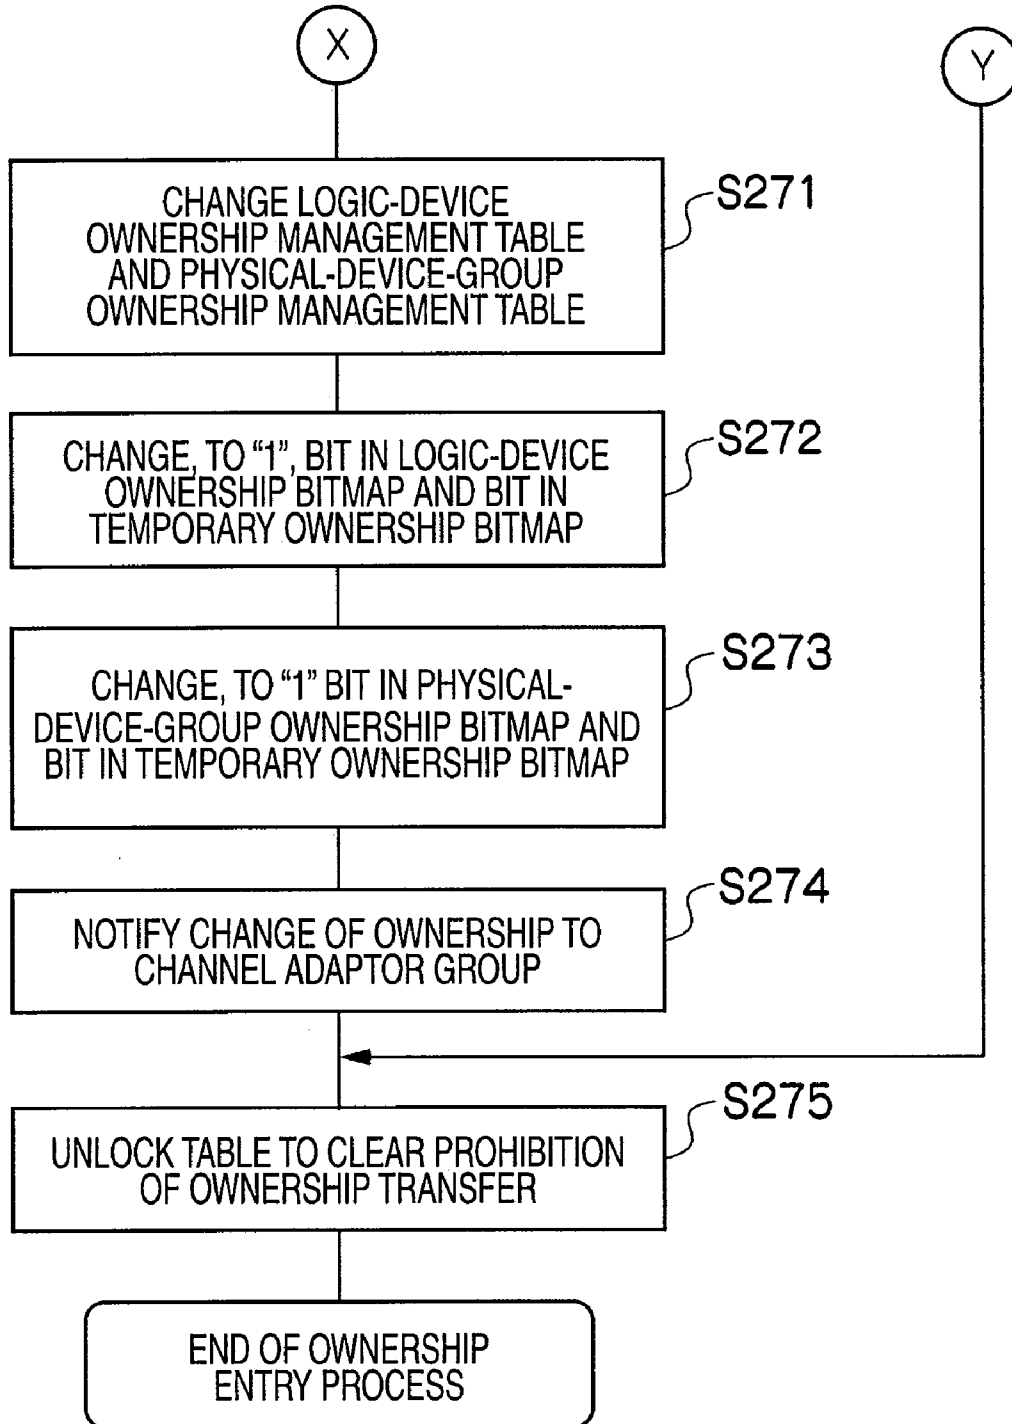 X
Y
CHANGE LOGIC-DEVICE
OWNERSHIP MANAGEMENT TABLE
AND PHYSICAL-DEVICE-GROUP
OWNERSHIP MANAGEMENT TABLE
S271
CHANGE, TO “1”, BIT IN LOGIC-DEVICE
OWNERSHIP BITMAP AND BIT IN
TEMPORARY OWNERSHIP BITMAP
S272
CHANGE, TO “1” BIT IN PHYSICAL-
DEVICE-GROUP OWNERSHIP BITMAP AND
BIT IN TEMPORARY OWNERSHIP BITMAP
S273
NOTIFY CHANGE OF OWNERSHIP TO
CHANNEL ADAPTOR GROUP
S274
UNLOCK TABLE TO CLEAR PROHIBITION
OF OWNERSHIP TRANSFER
S275
END OF OWNERSHIP
ENTRY PROCESS